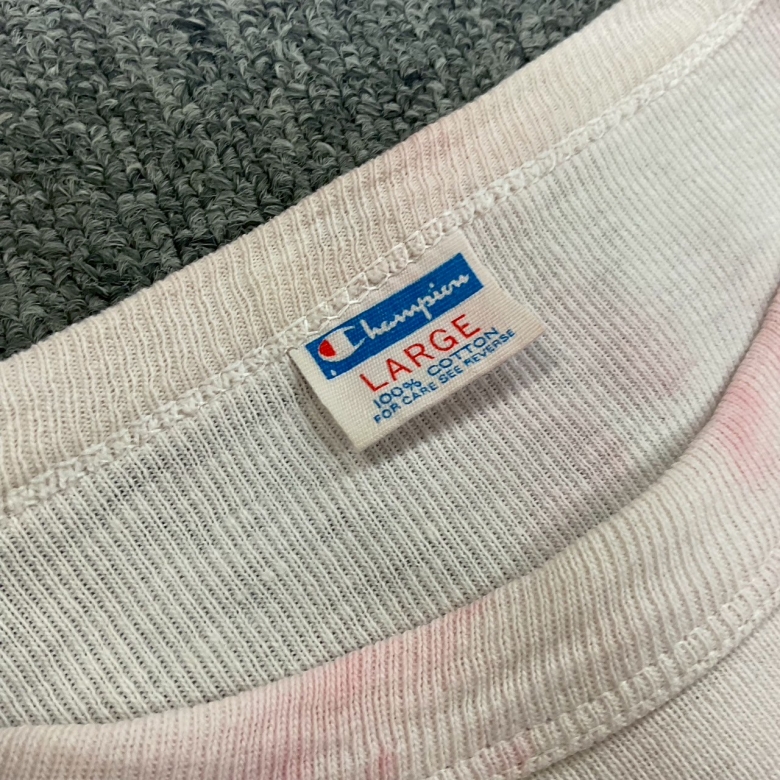 Champion
LARGE
100% COTTON
FOR CARE SEE REVERSE